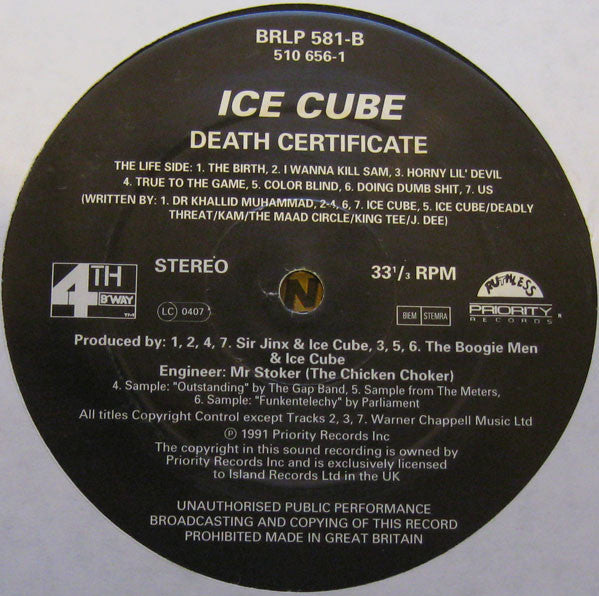 BRLP 581-B
510 656-1
ICE CUBE
DEATH CERTIFICATE
THE LIFE SIDE: 1. THE BIRTH, 2. I WANNA KILL SAM, 3. HORNY LIL' DEVIL
4. TRUE TO THE GAME, 5. COLOR BLIND, 6. DOING DUMB SHIT, 7. US
(WRITTEN BY: 1. DR KHALLID MUHAMMAD, 2-4, 6, 7. ICE CUBE, 5. ICE CUBE/DEADLY
THREAT/KAM/THE MAAD CIRCLE/KING TEE/J. DEE)
4TH
B'WAY
STEREO
33¹/₃ RPM
RUTHLESS
PRIORITY
RECORDS
LC 0407
BIEM STEMRA
N
Produced by: 1, 2, 4, 7. Sir Jinx & Ice Cube, 3, 5, 6. The Boogie Men
& Ice Cube
Engineer: Mr Stoker (The Chicken Choker)
4. Sample: "Outstanding" by The Gap Band, 5. Sample from The Meters,
6. Sample: "Funkentelechy" by Parliament
All titles Copyright Control except Tracks 2, 3, 7. Warner Chappell Music Ltd
℗ 1991 Priority Records Inc
The copyright in this sound recording is owned by
Priority Records Inc and is exclusively licensed
to Island Records Ltd in the UK
UNAUTHORISED PUBLIC PERFORMANCE
BROADCASTING AND COPYING OF THIS RECORD
PROHIBITED MADE IN GREAT BRITAIN